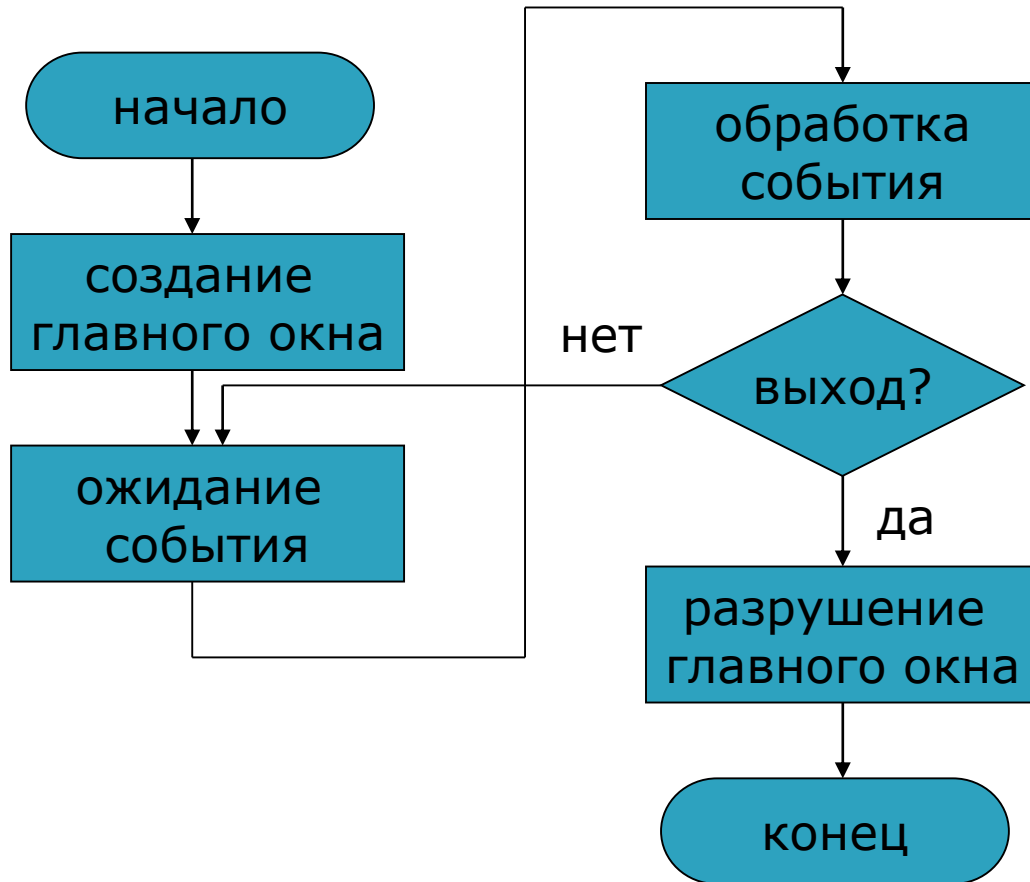 начало
создание
главного окна
ожидание
события
обработка
события
выход?
нет
да
разрушение
главного окна
конец